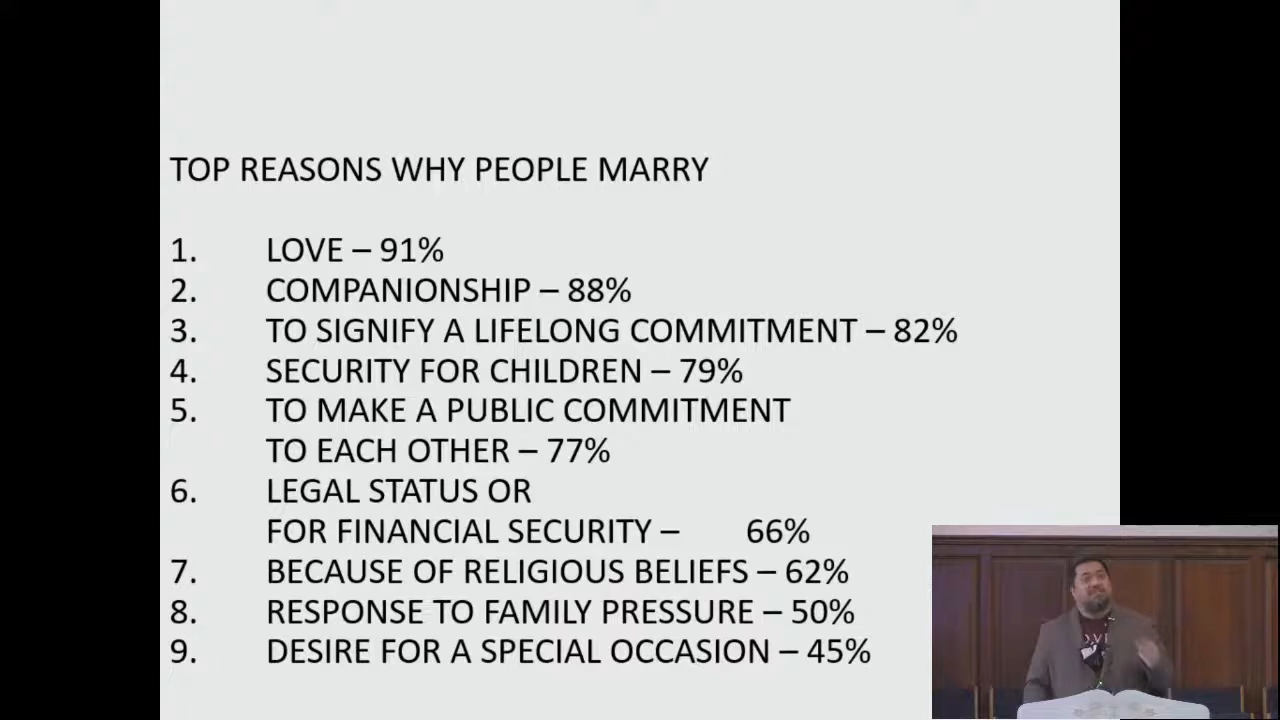 TOP REASONS WHY PEOPLE MARRY
1. LOVE – 91%
2. COMPANIONSHIP – 88%
3. TO SIGNIFY A LIFELONG COMMITMENT – 82%
4. SECURITY FOR CHILDREN – 79%
5. TO MAKE A PUBLIC COMMITMENT
TO EACH OTHER – 77%
6. LEGAL STATUS OR
FOR FINANCIAL SECURITY – 66%
7. BECAUSE OF RELIGIOUS BELIEFS – 62%
8. RESPONSE TO FAMILY PRESSURE – 50%
9. DESIRE FOR A SPECIAL OCCASION – 45%